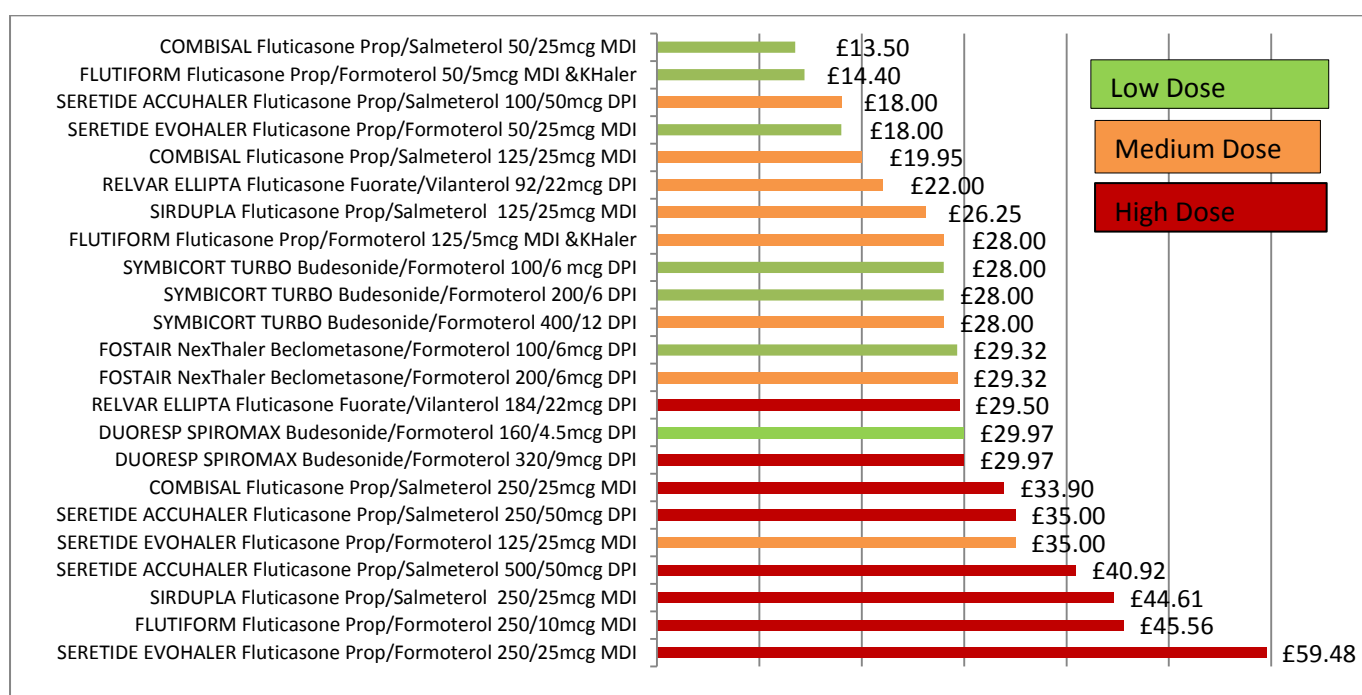 COMBISAL Fluticasone Prop/Salmeterol 50/25mcg MDI £13.50
FLUTIFORM Fluticasone Prop/Formoterol 50/5mcg MDI &KHaler £14.40
SERETIDE ACCUHALER Fluticasone Prop/Salmeterol 100/50mcg DPI £18.00
SERETIDE EVOHALER Fluticasone Prop/Formoterol 50/25mcg MDI £18.00
COMBISAL Fluticasone Prop/Salmeterol 125/25mcg MDI £19.95
RELVAR ELLIPTA Fluticasone Fuorate/Vilanterol 92/22mcg DPI £22.00
SIRDUPLA Fluticasone Prop/Salmeterol 125/25mcg MDI £26.25
FLUTIFORM Fluticasone Prop/Formoterol 125/5mcg MDI &KHaler £28.00
SYMBICORT TURBO Budesonide/Formoterol 100/6 mcg DPI £28.00
SYMBICORT TURBO Budesonide/Formoterol 200/6 DPI £28.00
SYMBICORT TURBO Budesonide/Formoterol 400/12 DPI £28.00
FOSTAIR NexThaler Beclometasone/Formoterol 100/6mcg DPI £29.32
FOSTAIR NexThaler Beclometasone/Formoterol 200/6mcg DPI £29.32
RELVAR ELLIPTA Fluticasone Fuorate/Vilanterol 184/22mcg DPI £29.50
DUORESP SPIROMAX Budesonide/Formoterol 160/4.5mcg DPI £29.97
DUORESP SPIROMAX Budesonide/Formoterol 320/9mcg DPI £29.97
COMBISAL Fluticasone Prop/Salmeterol 250/25mcg MDI £33.90
SERETIDE ACCUHALER Fluticasone Prop/Salmeterol 250/50mcg DPI £35.00
SERETIDE EVOHALER Fluticasone Prop/Formoterol 125/25mcg MDI £35.00
SERETIDE ACCUHALER Fluticasone Prop/Salmeterol 500/50mcg DPI £40.92
SIRDUPLA Fluticasone Prop/Salmeterol 250/25mcg MDI £44.61
FLUTIFORM Fluticasone Prop/Formoterol 250/10mcg MDI £45.56
SERETIDE EVOHALER Fluticasone Prop/Formoterol 250/25mcg MDI £59.48
Low Dose
Medium Dose
High Dose